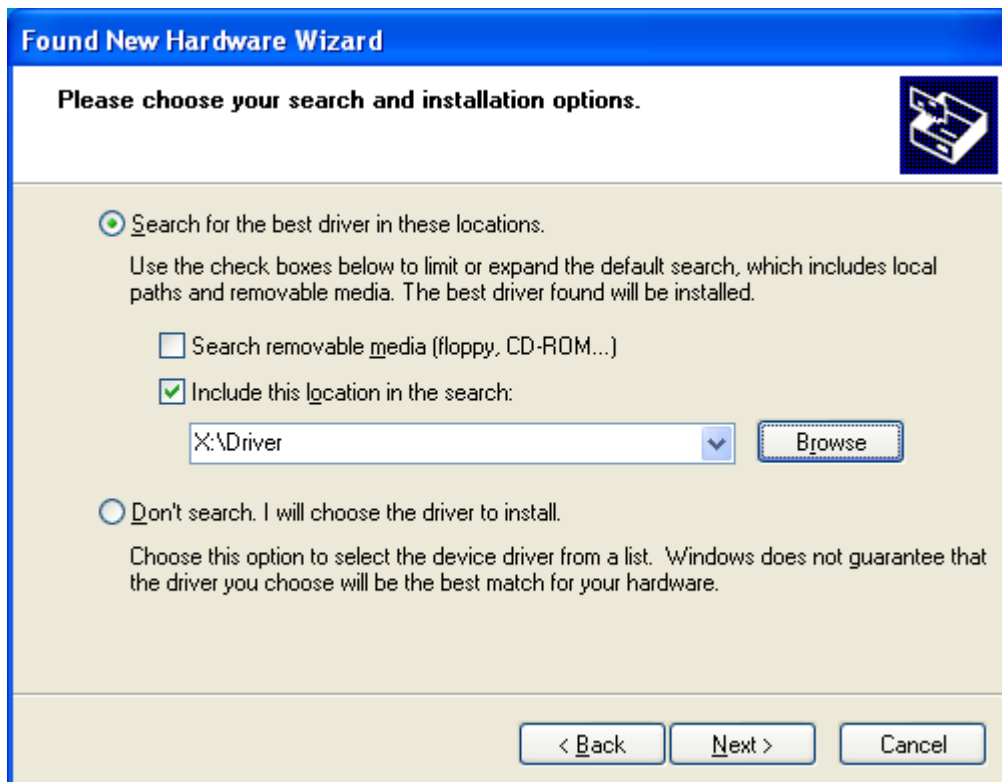 Found New Hardware Wizard
Please choose your search and installation options.
Search for the best driver in these locations.
Use the check boxes below to limit or expand the default search, which includes local
paths and removable media. The best driver found will be installed.
Search removable media (floppy, CD-ROM...)
Include this location in the search:
X:\Driver
Browse
Don't search. I will choose the driver to install.
Choose this option to select the device driver from a list.  Windows does not guarantee that
the driver you choose will be the best match for your hardware.
< Back
Next >
Cancel